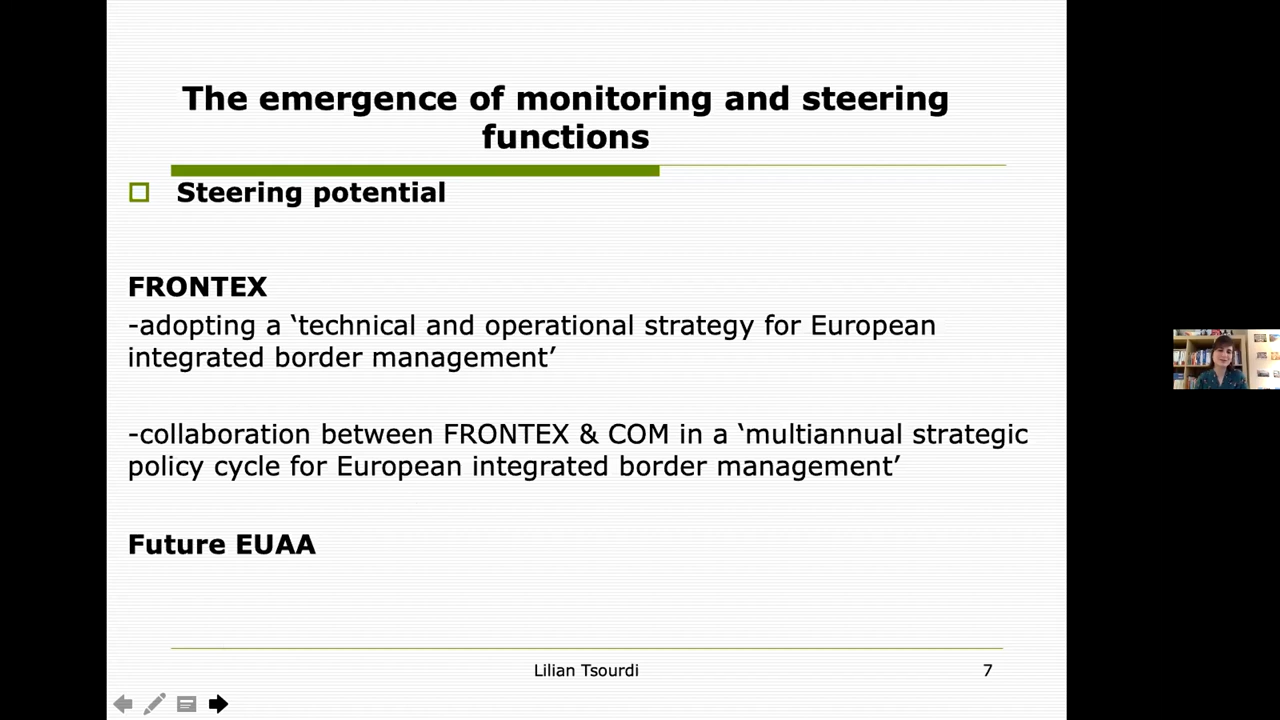 The emergence of monitoring and steering
functions
Steering potential
FRONTEX
-adopting a ‘technical and operational strategy for European
integrated border management’
-collaboration between FRONTEX & COM in a ‘multiannual strategic
policy cycle for European integrated border management’
Future EUAA
Lilian Tsourdi
7